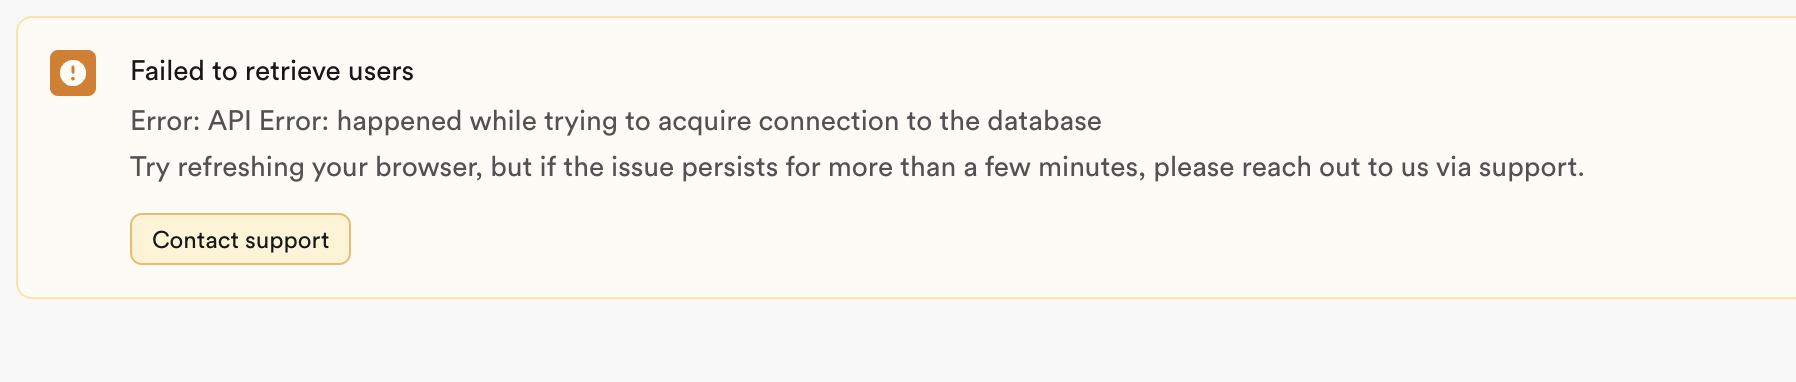 Failed to retrieve users
Error: API Error: happened while trying to acquire connection to the database
Try refreshing your browser, but if the issue persists for more than a few minutes, please reach out to us via support.
Contact support